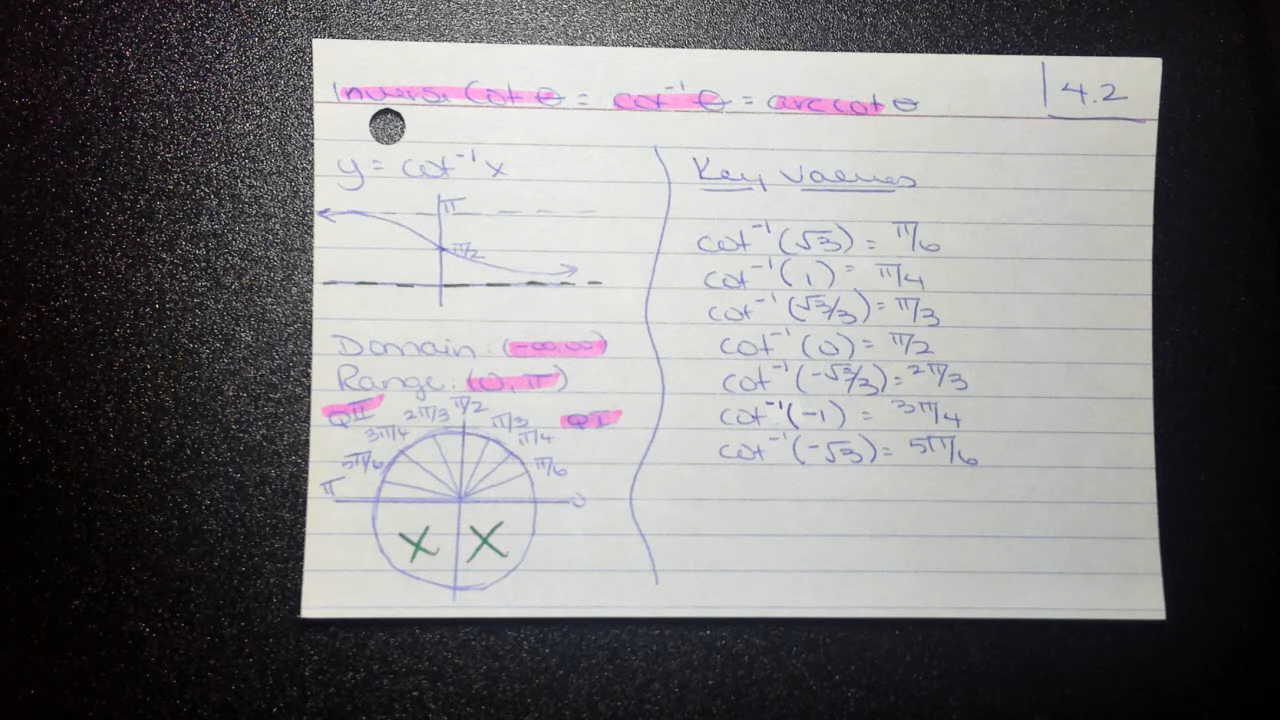 Inverse Cot θ = cot⁻¹ θ = arccot θ
4.2
y = cot⁻¹ x
π
π/2
Domain: (-∞,∞)
Range: (0, π)
QII
2π/3
π/2
π/3
QI
3π/4
π/4
5π/6
π/6
π
0
X X
Key Values
cot⁻¹(√3) = π/6
cot⁻¹(1) = π/4
cot⁻¹(√3/3) = π/3
cot⁻¹(0) = π/2
cot⁻¹(-√3/3) = 2π/3
cot⁻¹(-1) = 3π/4
cot⁻¹(-√3) = 5π/6